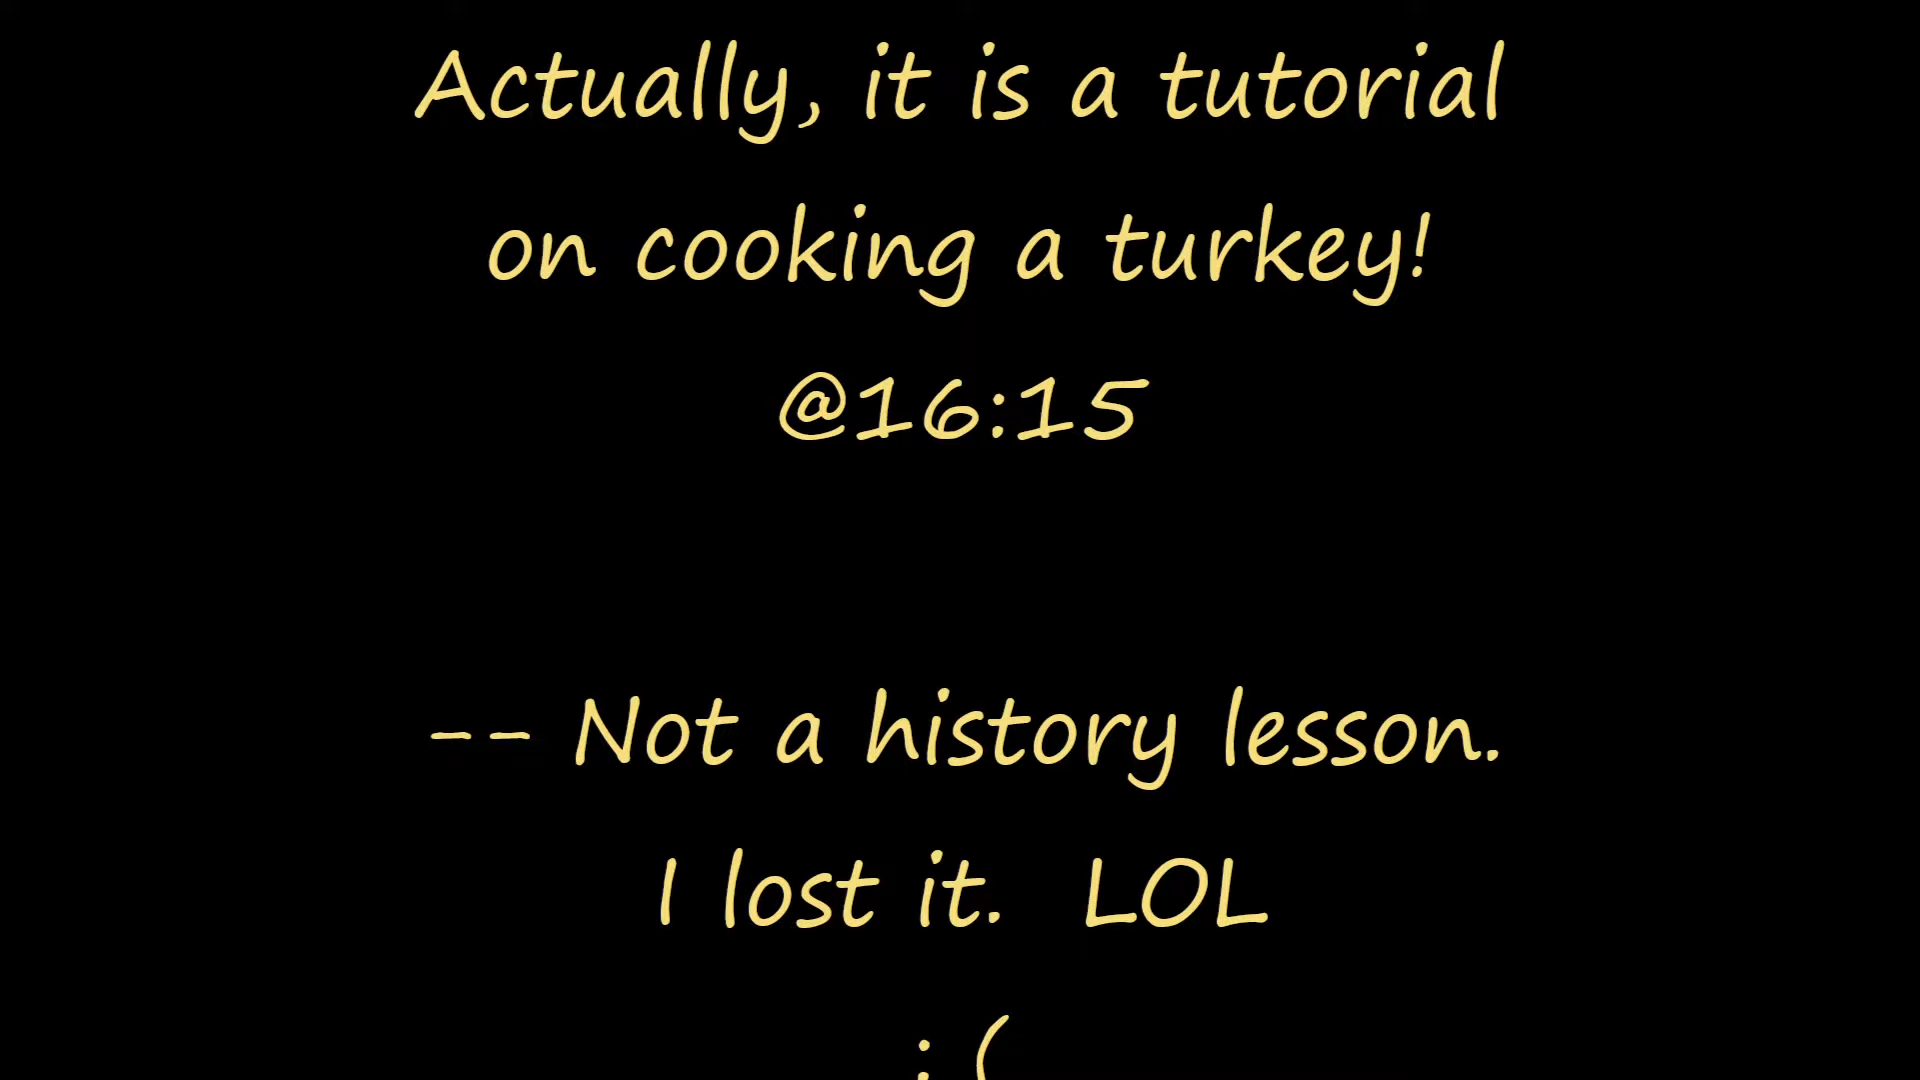 Actually, it is a tutorial
on cooking a turkey!
@16:15
-- Not a history lesson.
I lost it.  LOL
: (